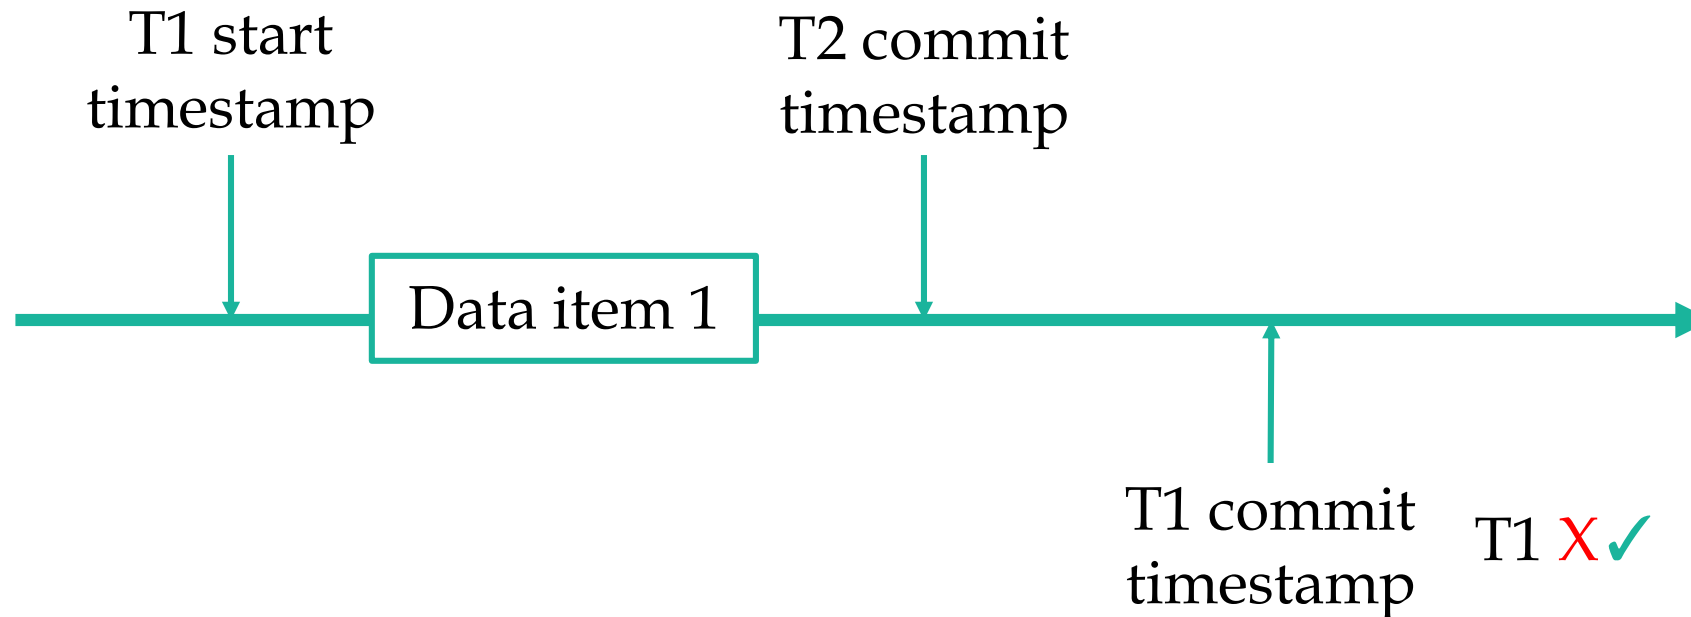 T1 start
timestamp
T2 commit
timestamp
Data item 1
T1 commit
timestamp
T1 X✓